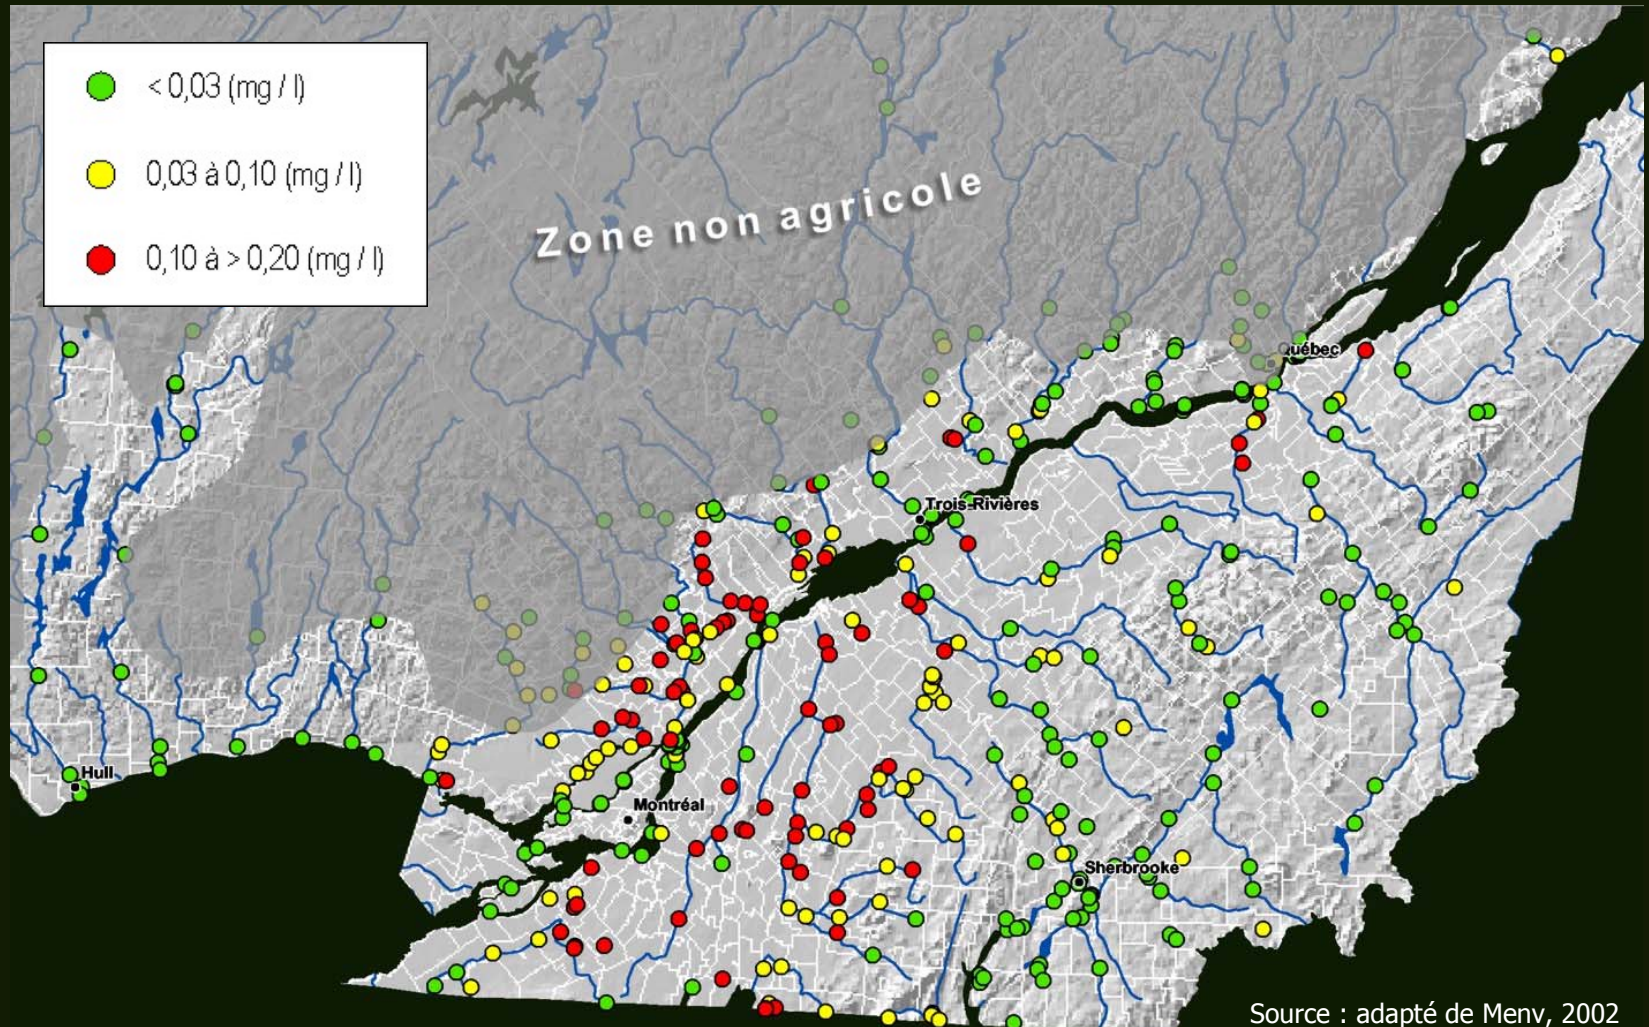 < 0,03 (mg / l)
0,03 à 0,10 (mg / l)
0,10 à > 0,20 (mg / l)
Zone non agricole
Québec
Trois-Rivières
Hull
Montréal
Sherbrooke
Source : adapté de Menv, 2002